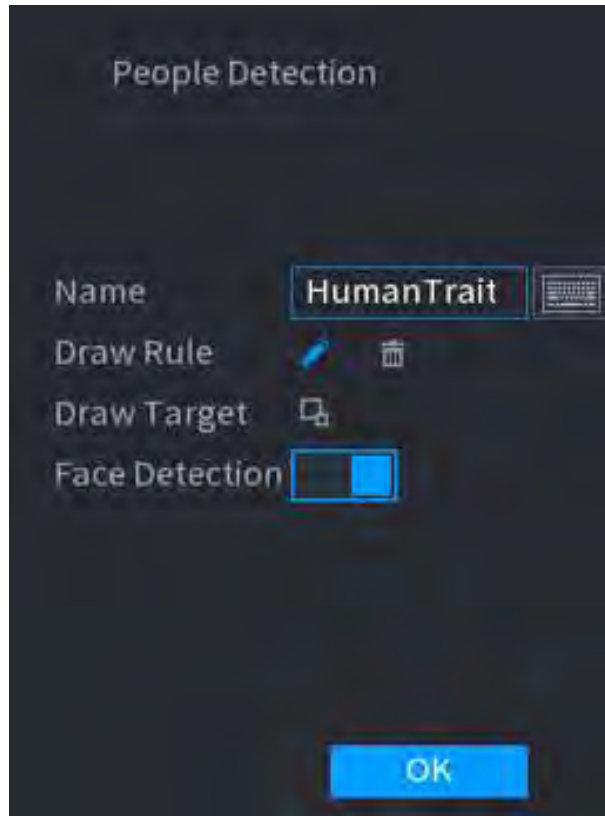 People Detection
Name HumanTrait
Draw Rule
Draw Target
Face Detection
OK